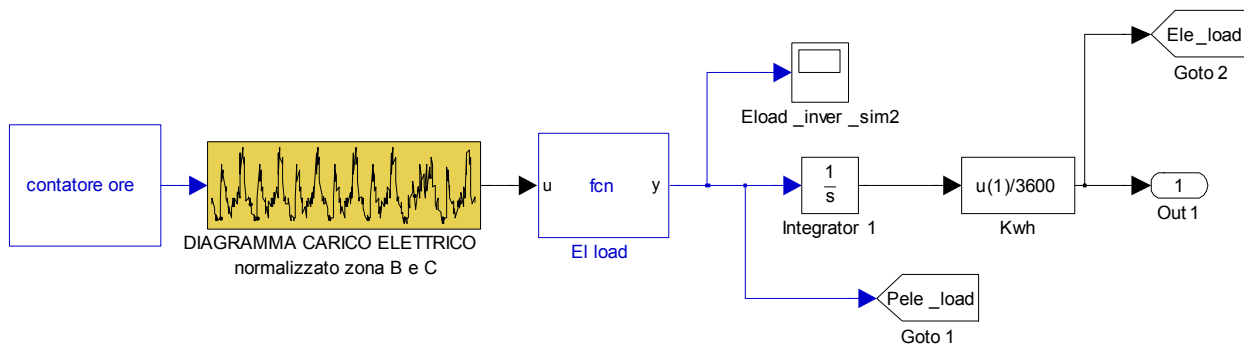 Ele _load
Goto 2
Eload _inver _sim2
contatore ore
u
fcn
y
1
s
u(1)/3600
1
DIAGRAMMA CARICO ELETTRICO
normalizzato zona B e C
El load
Integrator 1
Kwh
Out 1
Pele _load
Goto 1